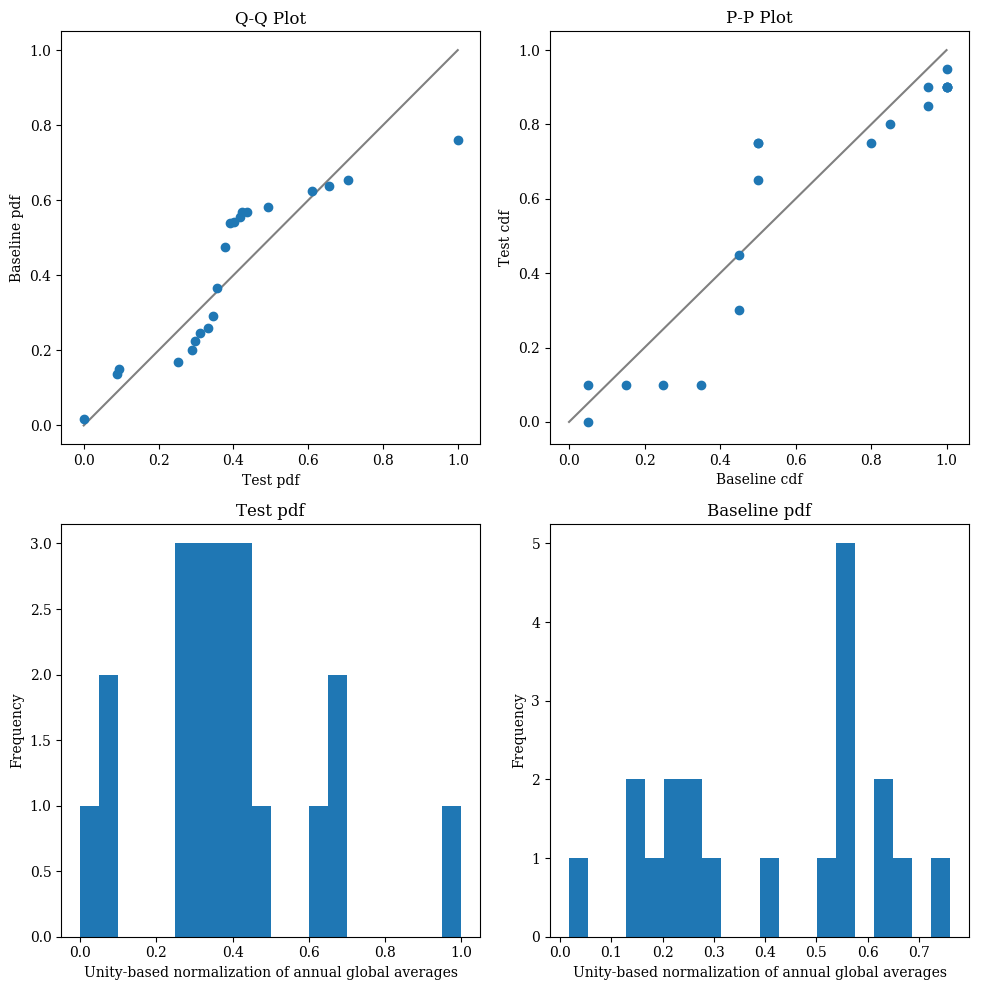 Q-Q Plot
1.0
0.8
0.6
0.4
0.2
0.0
Baseline pdf
0.0 0.2 0.4 0.6 0.8 1.0
Test pdf
P-P Plot
1.0
0.8
0.6
0.4
0.2
0.0
Test cdf
0.0 0.2 0.4 0.6 0.8 1.0
Baseline cdf
Test pdf
3.0
2.5
2.0
1.5
1.0
0.5
0.0
Frequency
0.0 0.2 0.4 0.6 0.8 1.0
Unity-based normalization of annual global averages
Baseline pdf
5
4
3
2
1
0
Frequency
0.0 0.1 0.2 0.3 0.4 0.5 0.6 0.7
Unity-based normalization of annual global averages